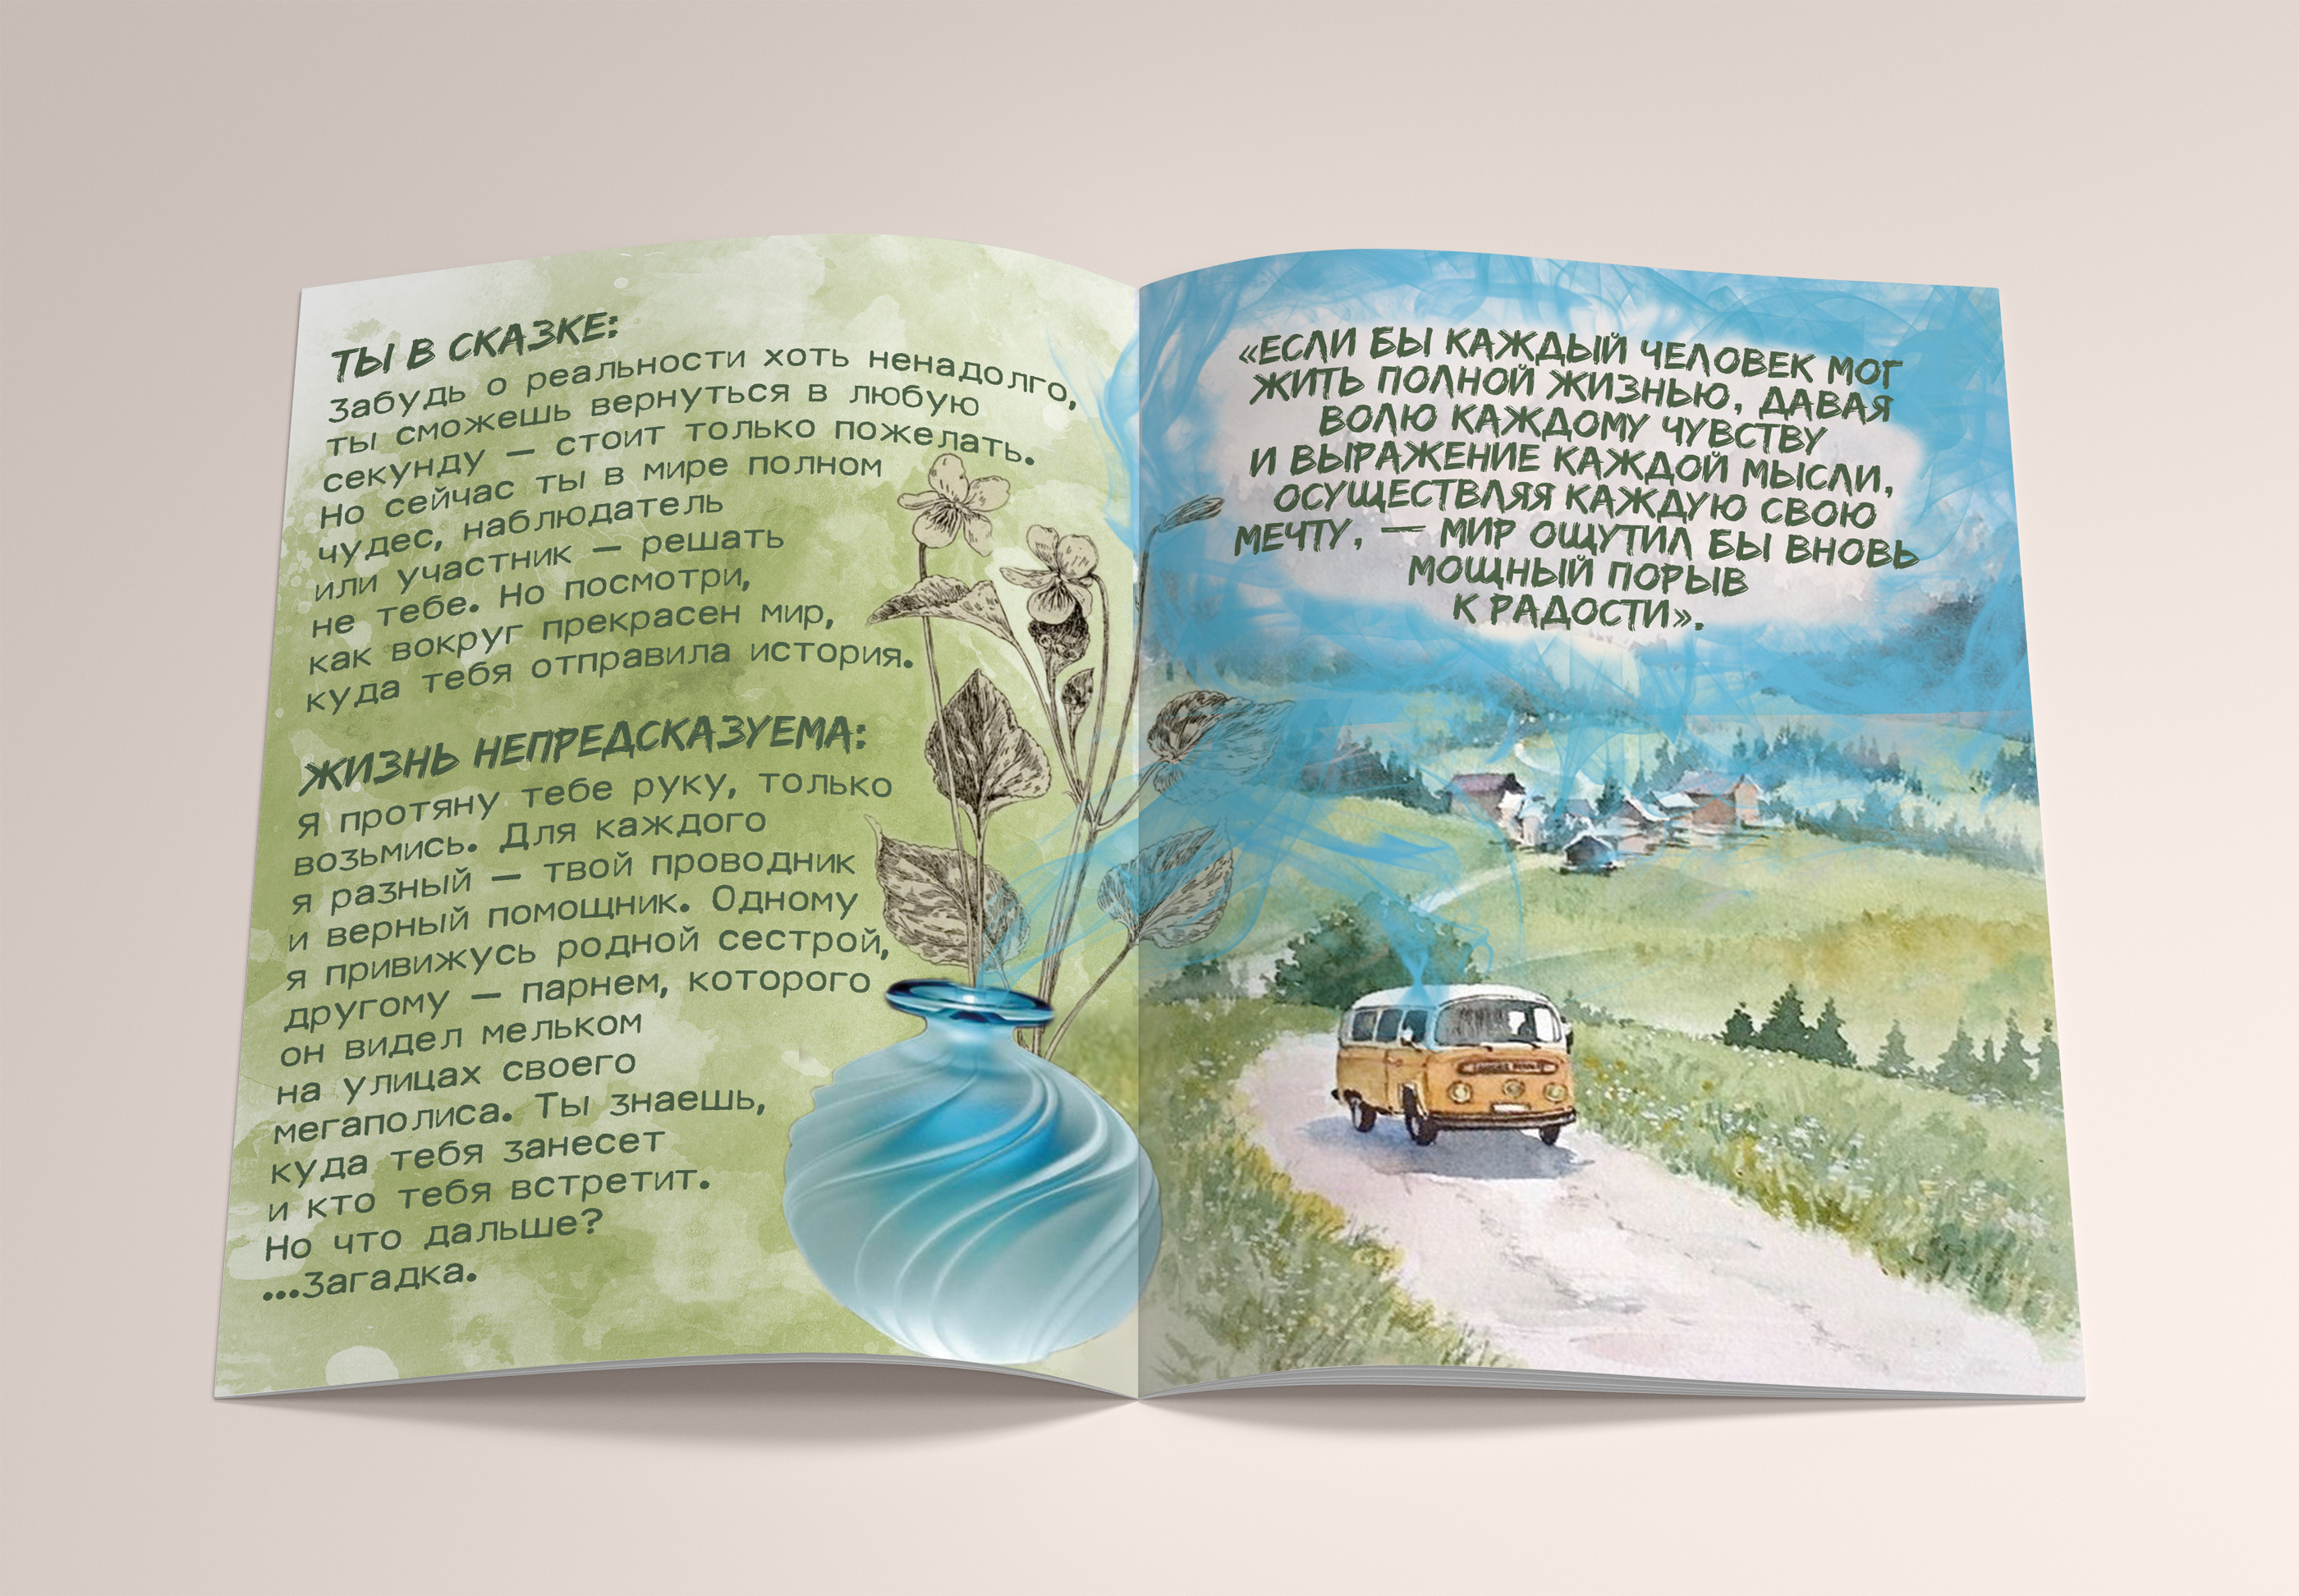 ТЫ В СКАЗКЕ:
Забудь о реальности хоть ненадолго,
ты сможешь вернуться в любую
секунду — стоит только пожелать.
Но сейчас ты в мире полном
чудес, наблюдатель
или участник — решать
не тебе. Но посмотри,
как вокруг прекрасен мир,
куда тебя отправила история.
ЖИЗНЬ НЕПРЕДСКАЗУЕМА:
Я протяну тебе руку, только
возьмись. Для каждого
я разный — твой проводник
и верный помощник. Одному
я привижусь родной сестрой,
другому — парнем, которого
он видел мельком
на улицах своего
мегаполиса. Ты знаешь,
куда тебя занесет
и кто тебя встретит.
Но что дальше?
...Загадка.
«ЕСЛИ БЫ КАЖДЫЙ ЧЕЛОВЕК МОГ
ЖИТЬ ПОЛНОЙ ЖИЗНЬЮ, ДАВАЯ
ВОЛЮ КАЖДОМУ ЧУВСТВУ
И ВЫРАЖЕНИЕ КАЖДОЙ МЫСЛИ,
ОСУЩЕСТВЛЯЯ КАЖДУЮ СВОЮ
МЕЧТУ, — МИР ОЩУТИЛ БЫ ВНОВЬ
МОЩНЫЙ ПОРЫВ
К РАДОСТИ».